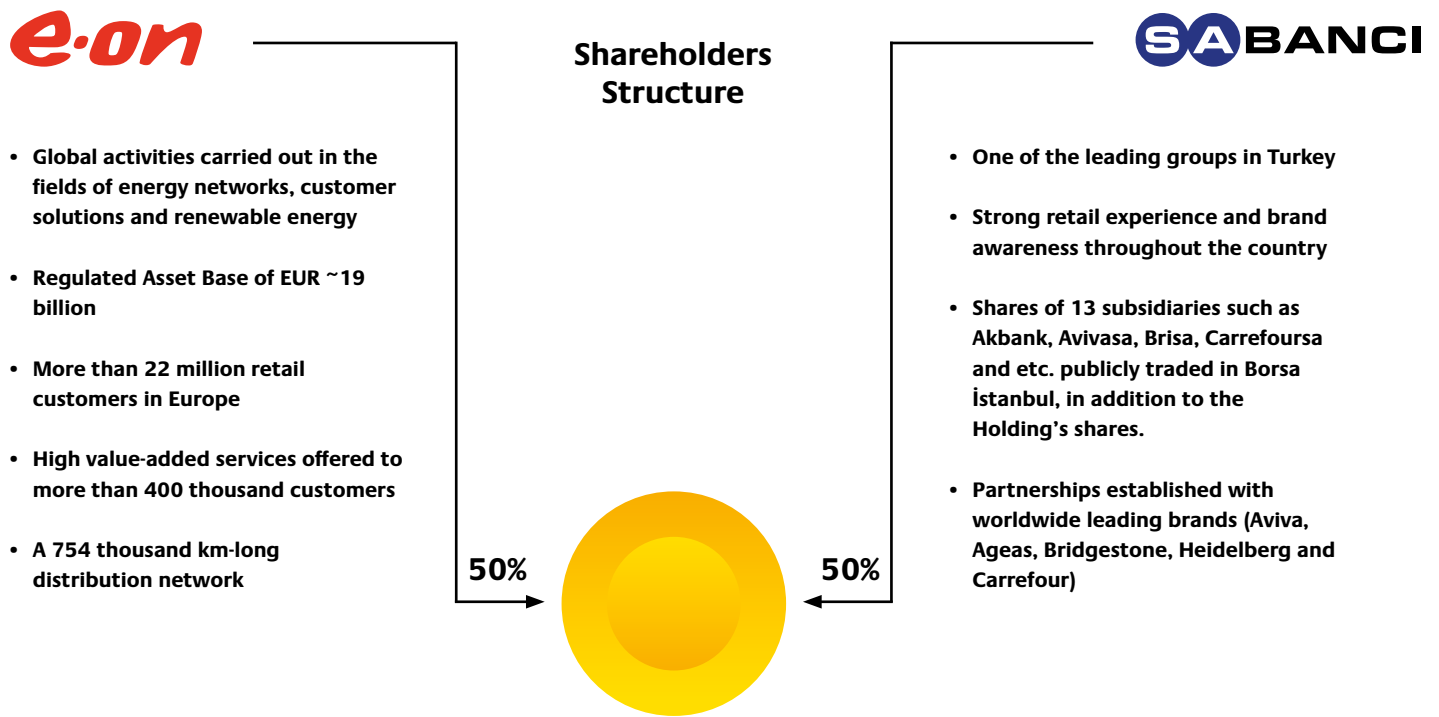 e·on
Shareholders
Structure
SABANCI
• Global activities carried out in the
fields of energy networks, customer
solutions and renewable energy
• Regulated Asset Base of EUR ~19
billion
• More than 22 million retail
customers in Europe
• High value-added services offered to
more than 400 thousand customers
• A 754 thousand km-long
distribution network
50%
50%
• One of the leading groups in Turkey
• Strong retail experience and brand
awareness throughout the country
• Shares of 13 subsidiaries such as
Akbank, Avivasa, Brisa, Carrefoursa
and etc. publicly traded in Borsa
İstanbul, in addition to the
Holding’s shares.
• Partnerships established with
worldwide leading brands (Aviva,
Ageas, Bridgestone, Heidelberg and
Carrefour)